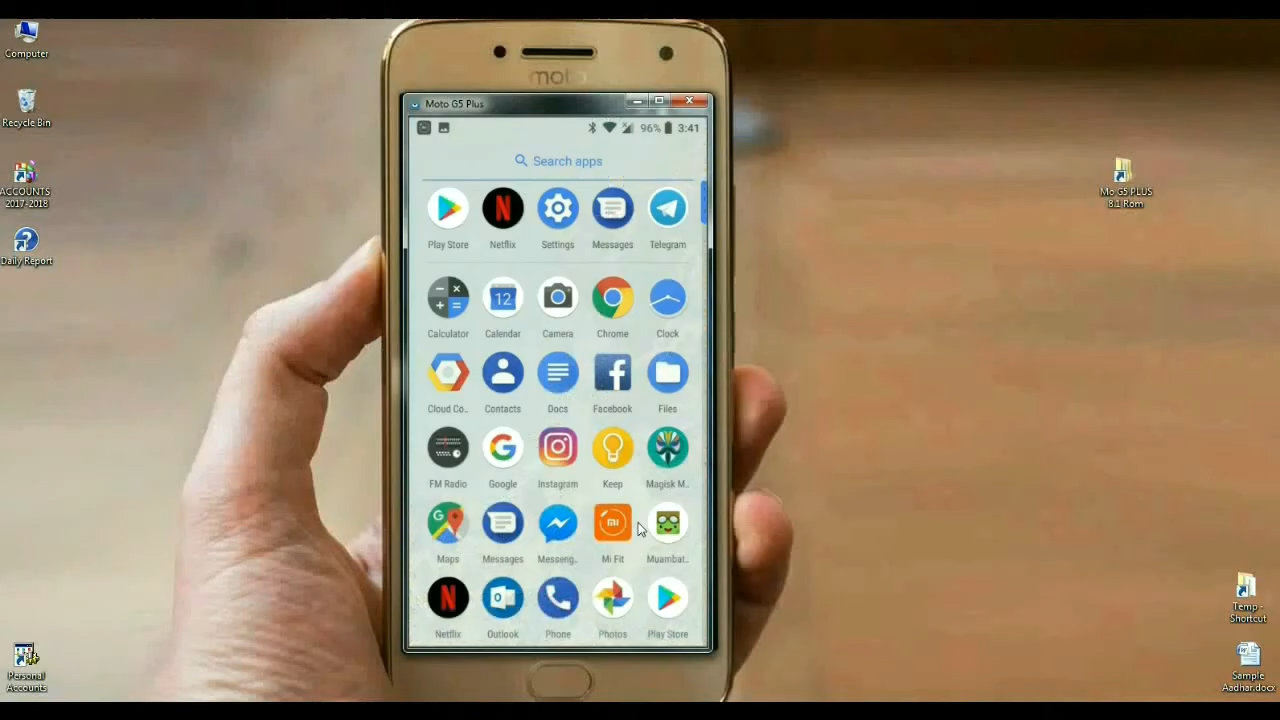 Computer
Recycle Bin
ACCOUNTS
2017-2018
Daily Report
Personal
Accounts
moto
Moto G5 Plus
96% 3:41
Search apps
Play Store Netflix Settings Messages Telegram
12
Calculator Calendar Camera Chrome Clock
Cloud Co.. Contacts Docs Facebook Files
FM Radio Google Instagram Keep Magisk M..
Maps Messages Messeng.. Mi Fit Muambat..
Netflix Outlook Phone Photos Play Store
Mo G5 PLUS
8.1 Rom
Temp -
Shortcut
Sample
Aadhar.docx